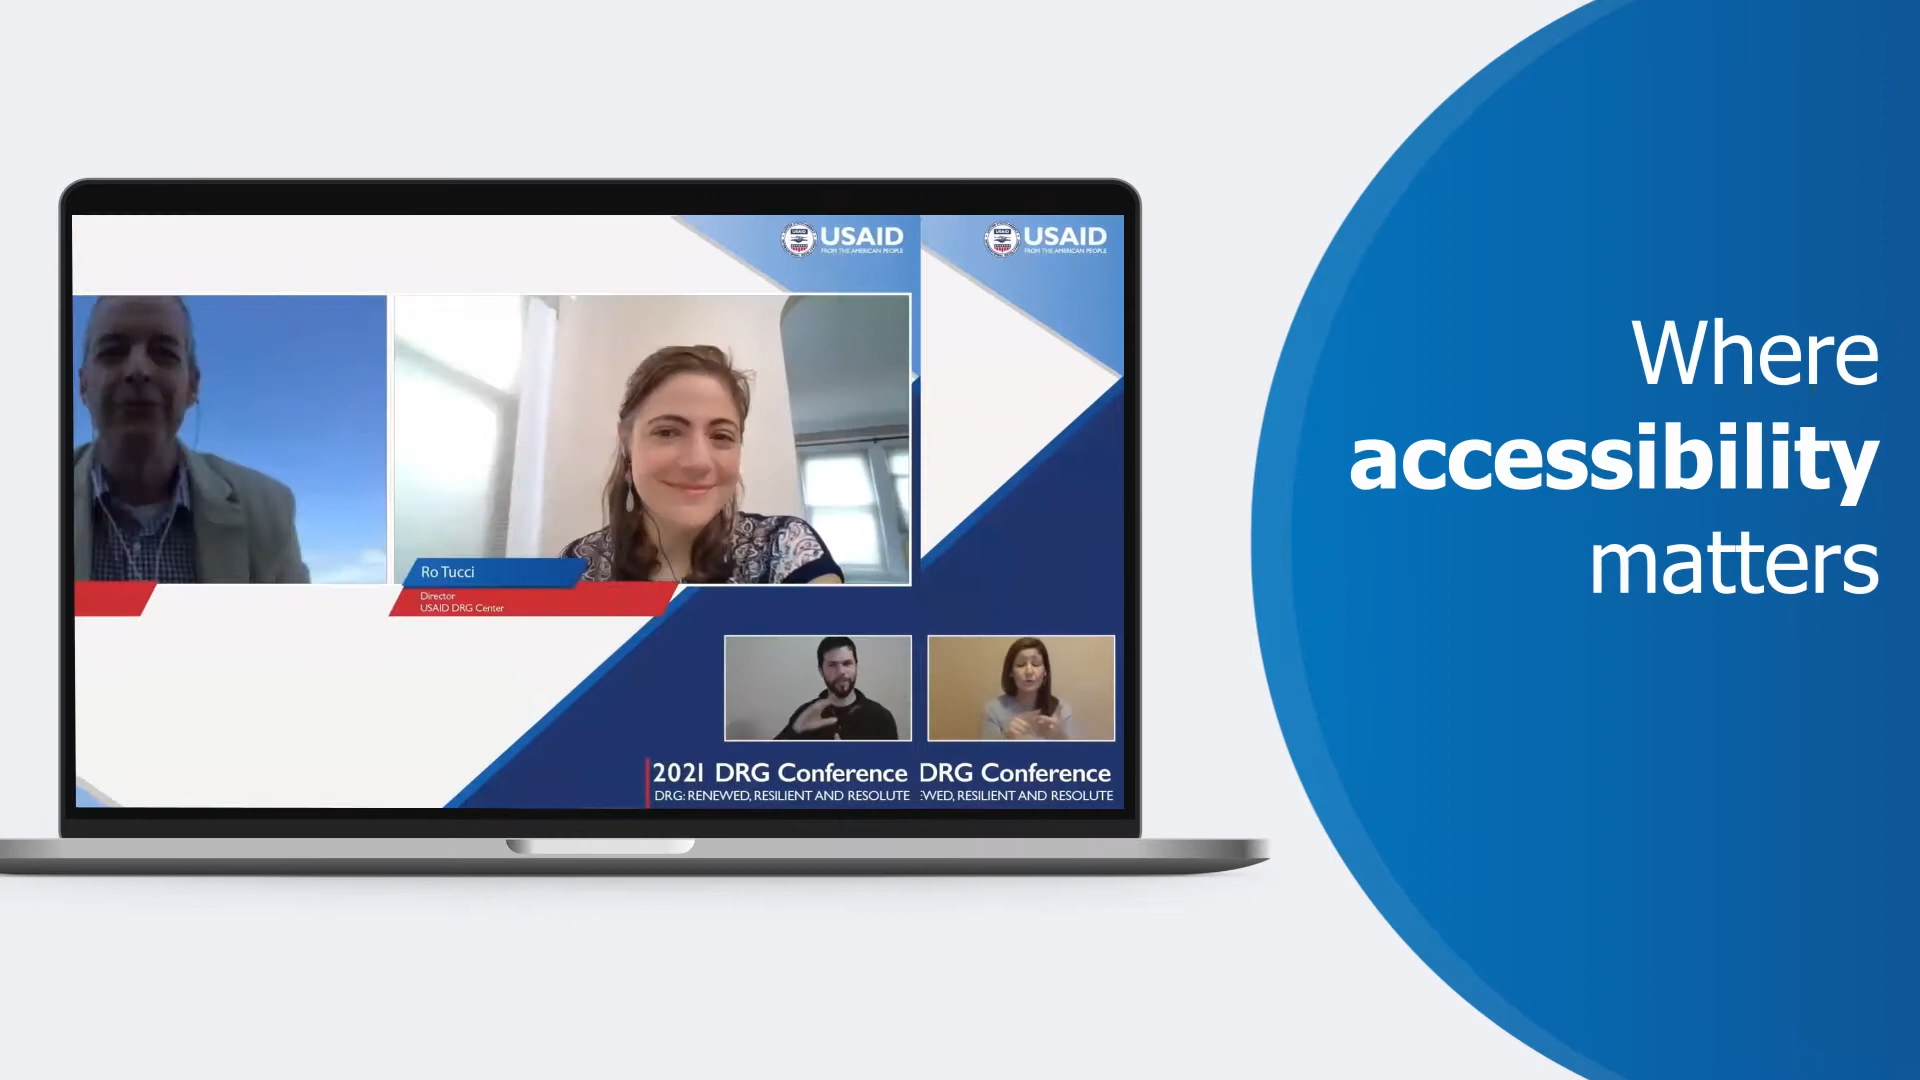 USAID
FROM THE AMERICAN PEOPLE
USAID
FROM THE AMERICAN PEOPLE
Ro Tucci
Director
USAID DRG Center
2021 DRG Conference
DRG: RENEWED, RESILIENT AND RESOLUTE
DRG Conference
:WED, RESILIENT AND RESOLUTE
Where
accessibility
matters